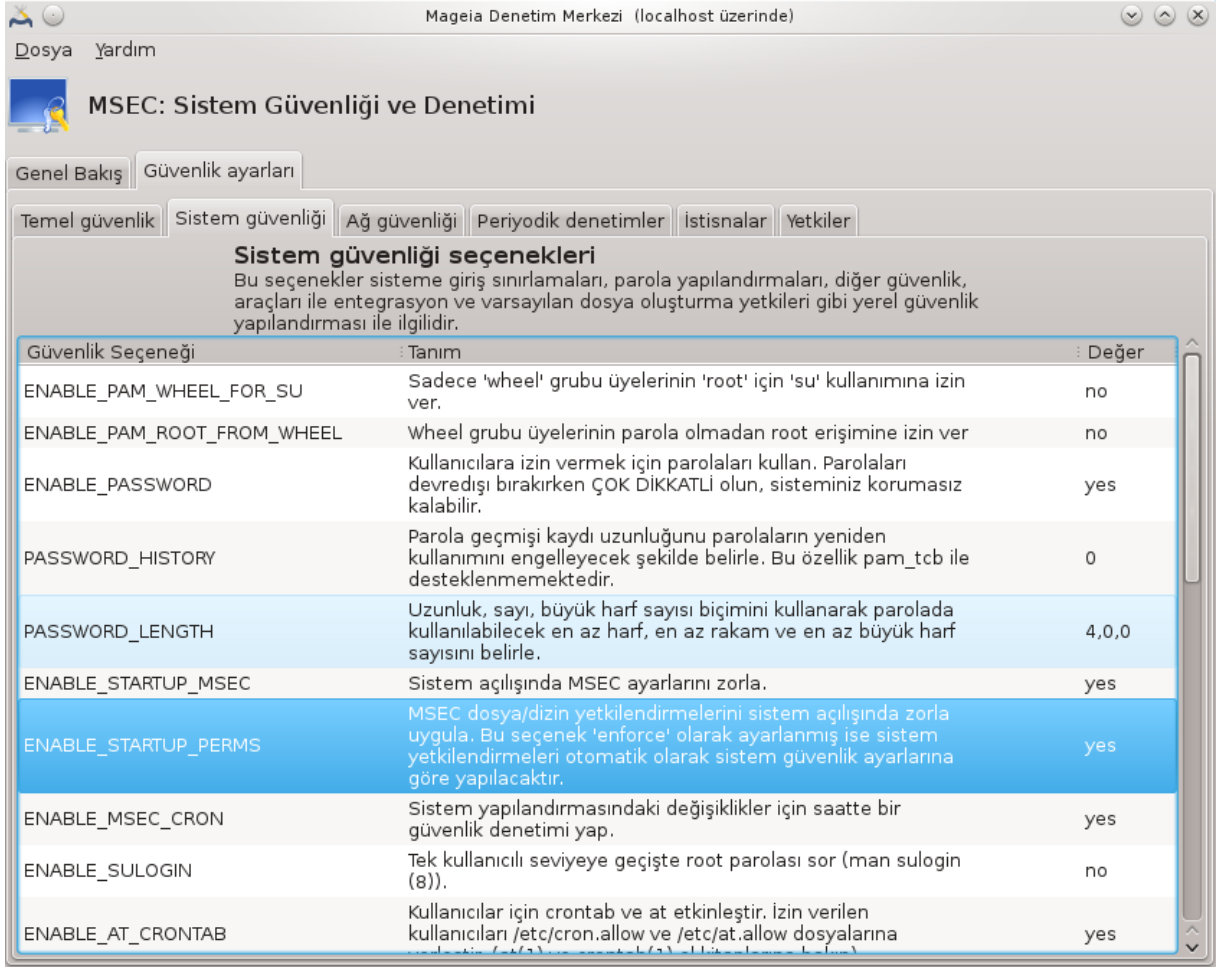 Mageia Denetim Merkezi (localhost üzerinde)
Dosya Yardım
MSEC: Sistem Güvenliği ve Denetimi
Genel Bakış Güvenlik ayarları
Temel güvenlik Sistem güvenliği Ağ güvenliği Periyodik denetimler İstisnalar Yetkiler
Sistem güvenliği seçenekleri
Bu seçenekler sisteme giriş sınırlamaları, parola yapılandırmaları, diğer güvenlik,
araçları ile entegrasyon ve varsayılan dosya oluşturma yetkileri gibi yerel güvenlik
yapılandırması ile ilgilidir.
Güvenlik Seçeneği Tanım Değer
ENABLE_PAM_WHEEL_FOR_SU
Sadece 'wheel' grubu üyelerinin 'root' için 'su' kullanımına izin
ver.
no
ENABLE_PAM_ROOT_FROM_WHEEL Wheel grubu üyelerinin parola olmadan root erişimine izin ver no
ENABLE_PASSWORD
Kullanıcılara izin vermek için parolaları kullan. Parolaları
devredışı bırakırken ÇOK DİKKATLİ olun, sisteminiz korumasız
kalabilir.
yes
PASSWORD_HISTORY
Parola geçmişi kaydı uzunluğunu parolaların yeniden
kullanımını engelleyecek şekilde belirle. Bu özellik pam_tcb ile
desteklenmemektedir.
0
PASSWORD_LENGTH
Uzunluk, sayı, büyük harf sayısı biçimini kullanarak parolada
kullanılabilecek en az harf, en az rakam ve en az büyük harf
sayısını belirle.
4,0,0
ENABLE_STARTUP_MSEC Sistem açılışında MSEC ayarlarını zorla. yes
ENABLE_STARTUP_PERMS
MSEC dosya/dizin yetkilendirmelerini sistem açılışında zorla
uygula. Bu seçenek 'enforce' olarak ayarlanmış ise sistem
yetkilendirmeleri otomatik olarak sistem güvenlik ayarlarına
göre yapılacaktır.
yes
ENABLE_MSEC_CRON
Sistem yapılandırmasındaki değişiklikler için saatte bir
güvenlik denetimi yap.
yes
ENABLE_SULOGIN
Tek kullanıcılı seviyeye geçişte root parolası sor (man sulogin
(8)).
no
ENABLE_AT_CRONTAB
Kullanıcılar için crontab ve at etkinleştir. İzin verilen
kullanıcıları /etc/cron.allow ve /etc/at.allow dosyalarına
yes